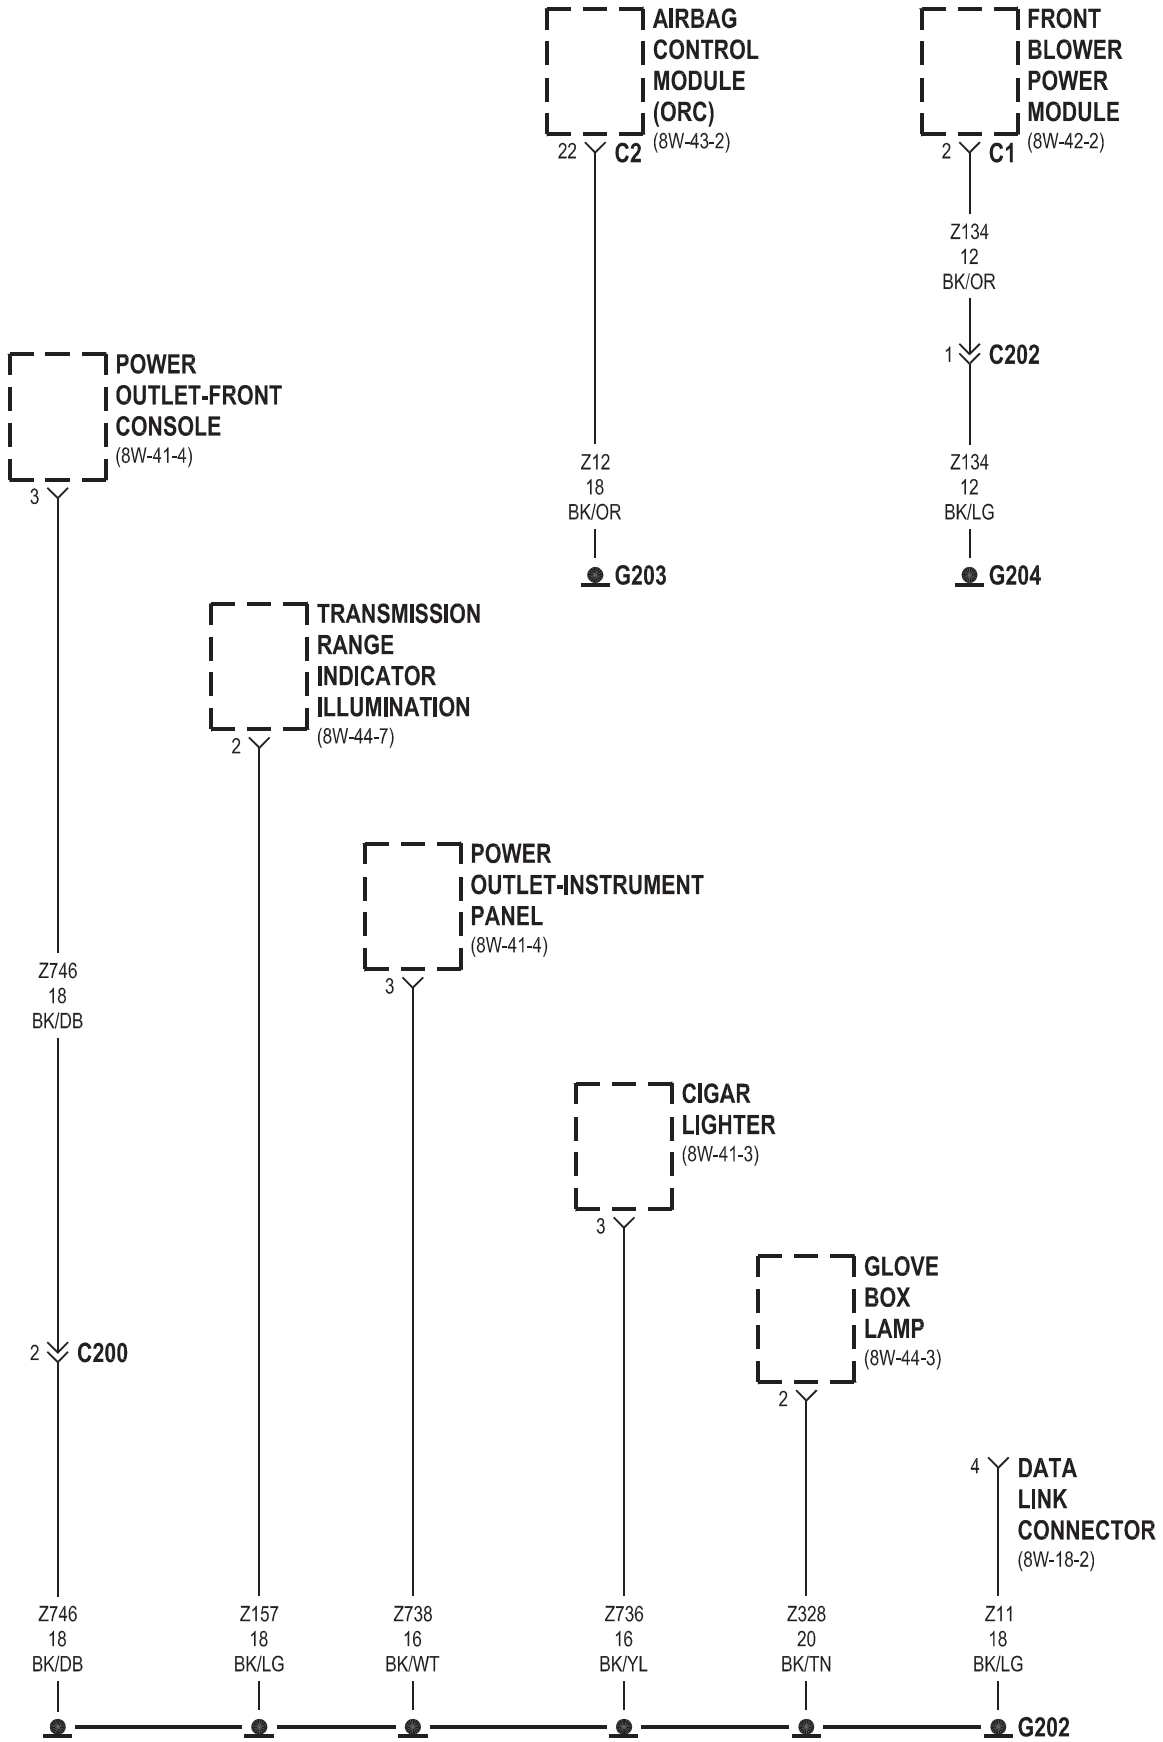 AIRBAG
CONTROL
MODULE
(ORC)
(8W-43-2)
22
C2
FRONT
BLOWER
POWER
MODULE
(8W-42-2)
2
C1
Z134
12
BK/OR
1
C202
Z12
18
BK/OR
G203
Z134
12
BK/LG
G204
POWER
OUTLET-FRONT
CONSOLE
(8W-41-4)
3
TRANSMISSION
RANGE
INDICATOR
ILLUMINATION
(8W-44-7)
2
POWER
OUTLET-INSTRUMENT
PANEL
(8W-41-4)
3
Z746
18
BK/DB
CIGAR
LIGHTER
(8W-41-3)
3
GLOVE
BOX
LAMP
(8W-44-3)
2
2
C200
4
DATA
LINK
CONNECTOR
(8W-18-2)
Z746
18
BK/DB
Z157
18
BK/LG
Z738
16
BK/WT
Z736
16
BK/YL
Z328
20
BK/TN
Z11
18
BK/LG
G202